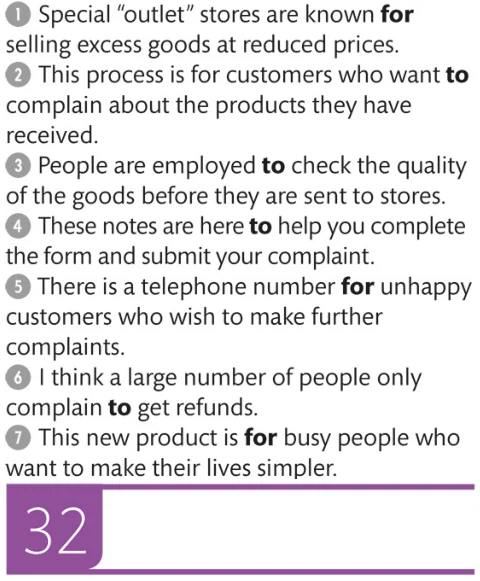 1 Special “outlet” stores are known for
selling excess goods at reduced prices.
2 This process is for customers who want to
complain about the products they have
received.
3 People are employed to check the quality
of the goods before they are sent to stores.
4 These notes are here to help you complete
the form and submit your complaint.
5 There is a telephone number for unhappy
customers who wish to make further
complaints.
6 I think a large number of people only
complain to get refunds.
7 This new product is for busy people who
want to make their lives simpler.
32